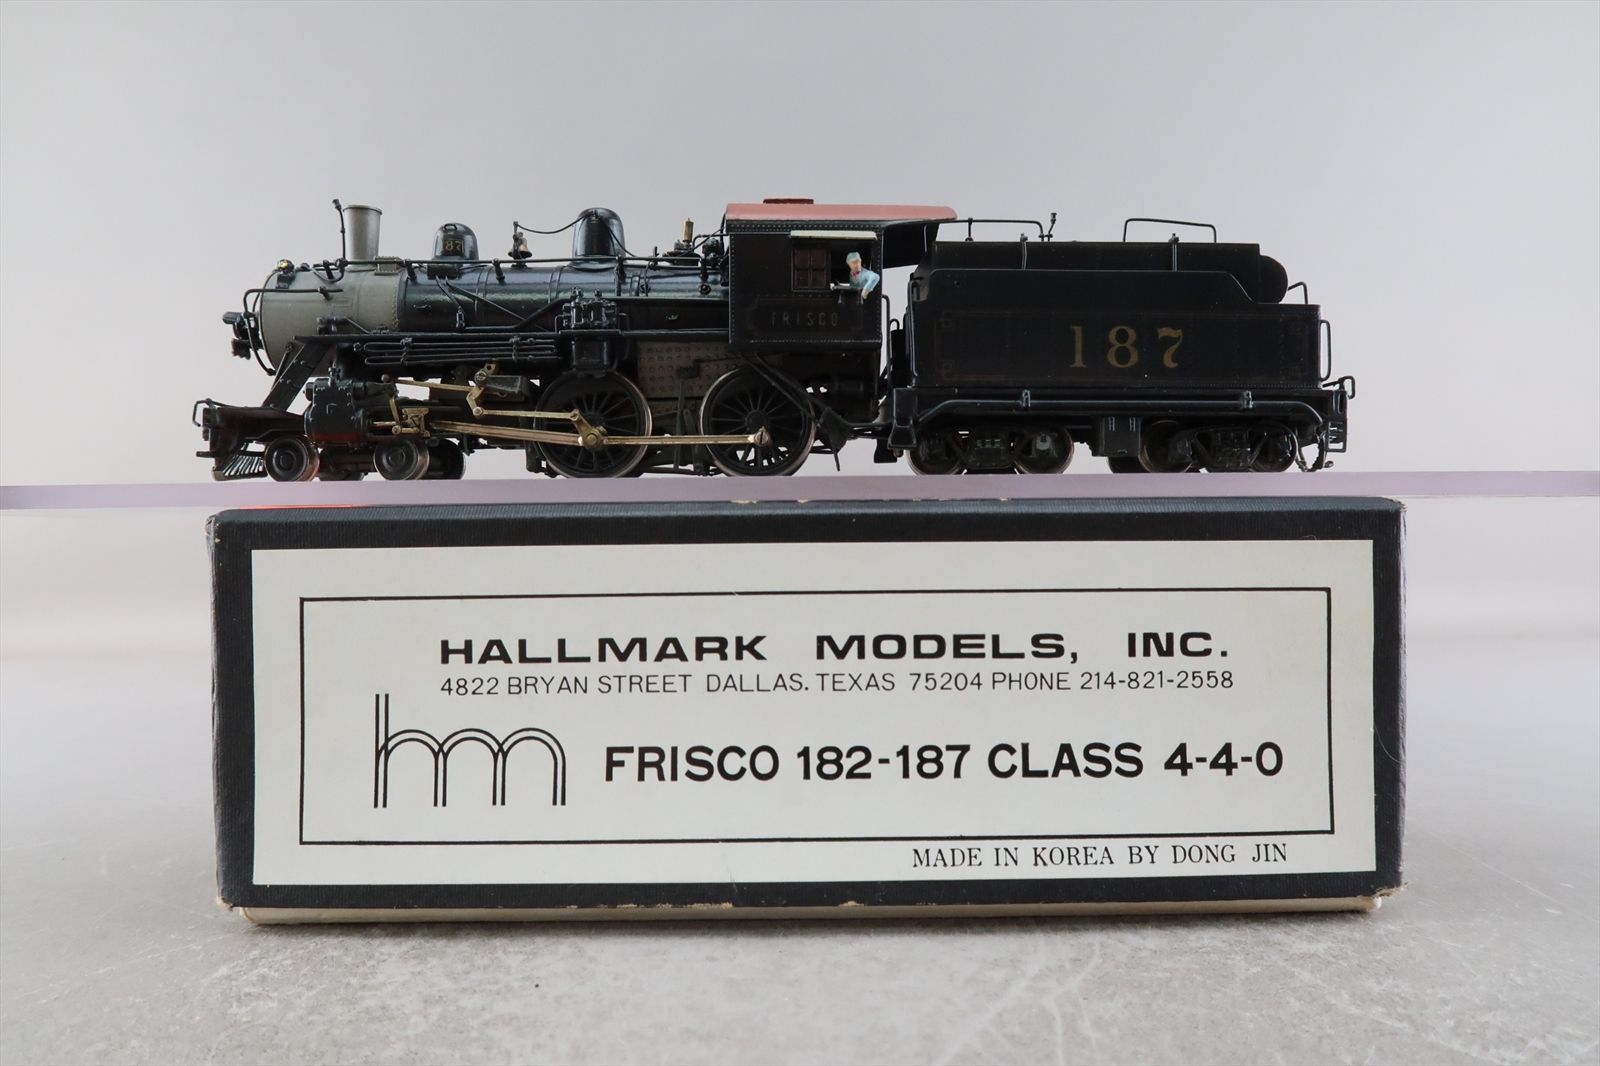 187
FRISCO
187
HALLMARK MODELS, INC.
4822 BRYAN STREET DALLAS. TEXAS 75204 PHONE 214-821-2558
hm
FRISCO 182-187 CLASS 4-4-0
MADE IN KOREA BY DONG JIN